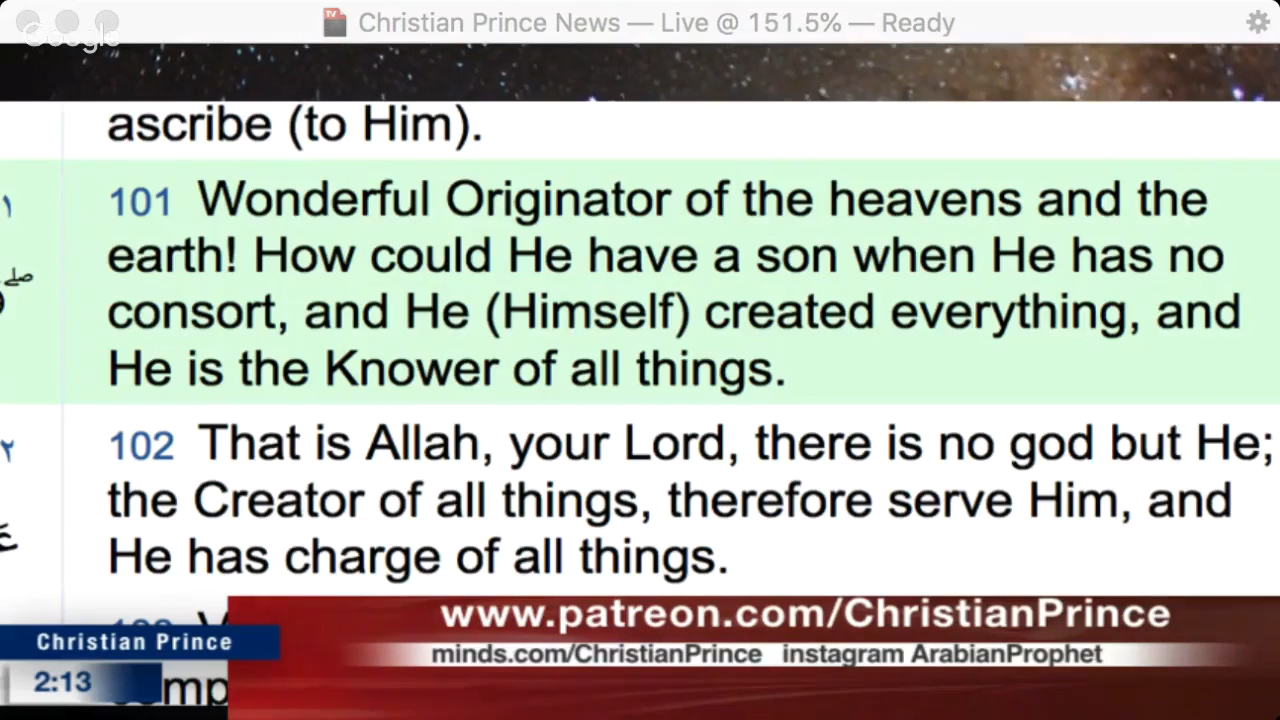 Christian Prince News — Live @ 151.5% — Ready
Google
ascribe (to Him).
101 Wonderful Originator of the heavens and the
earth! How could He have a son when He has no
consort, and He (Himself) created everything, and
He is the Knower of all things.
102 That is Allah, your Lord, there is no god but He;
the Creator of all things, therefore serve Him, and
He has charge of all things.
www.patreon.com/ChristianPrince
Christian Prince
minds.com/ChristianPrince instagram ArabianProphet
2:13